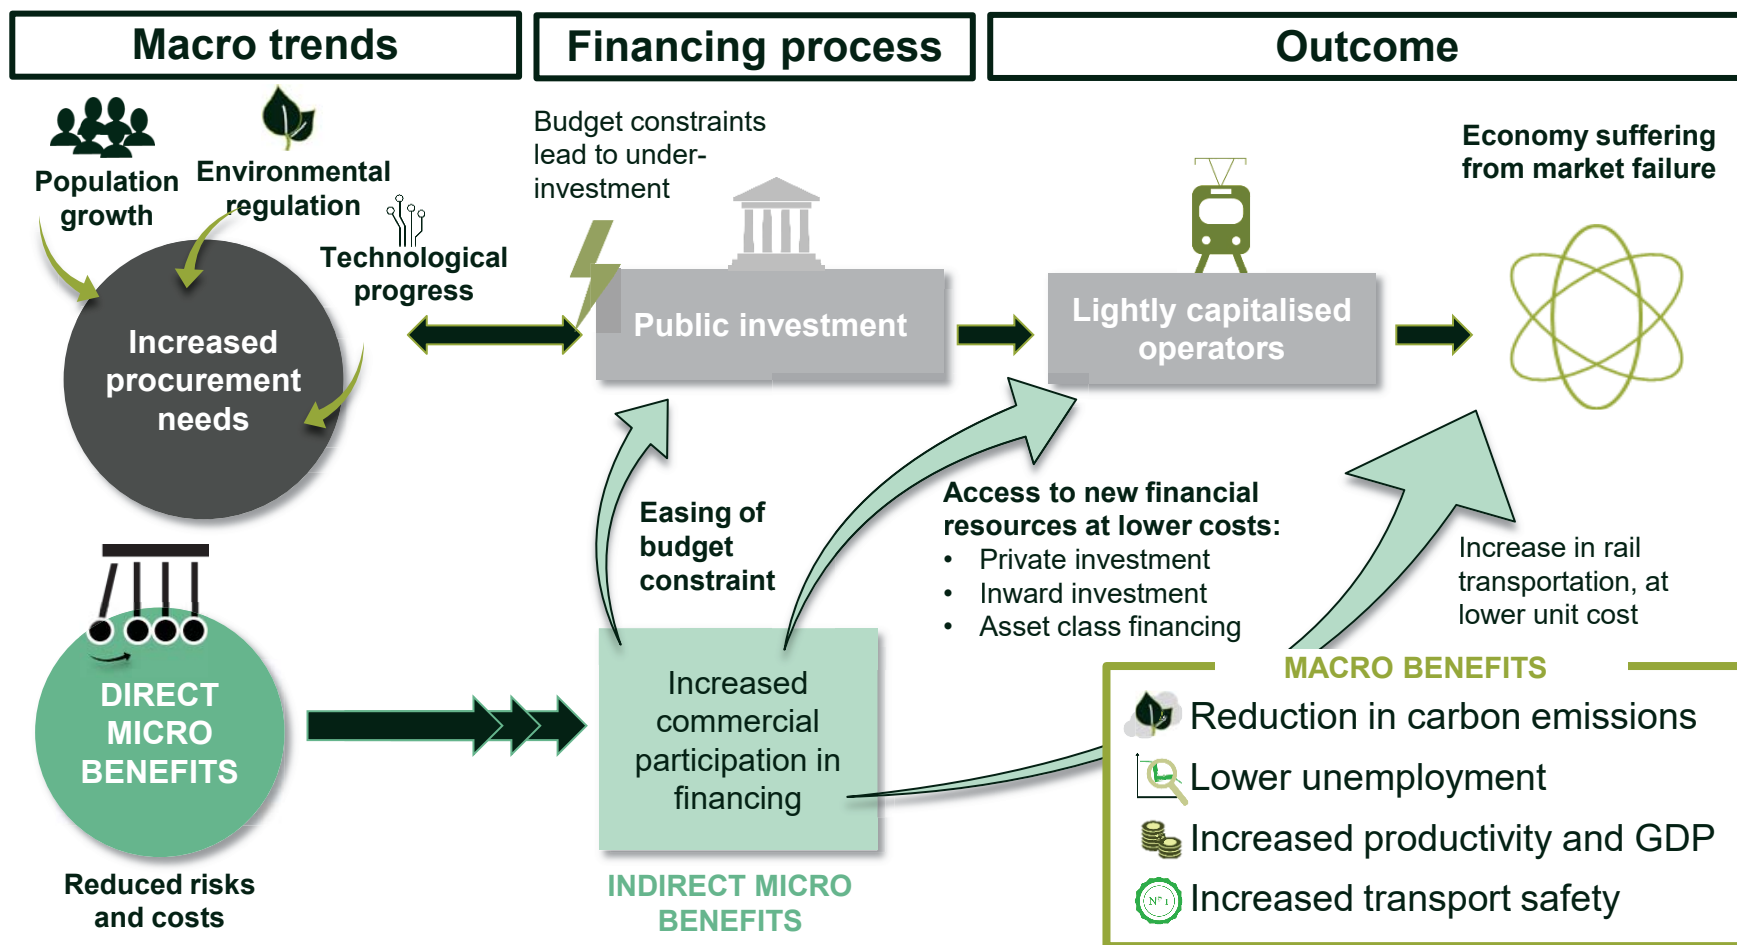 Macro trends
Financing process
Outcome
Population
growth
Environmental
regulation
Technological
progress
Increased
procurement
needs
Budget constraints
lead to under-
investment
Public investment
Lightly capitalised
operators
Economy suffering
from market failure
Easing of
budget
constraint
Access to new financial
resources at lower costs:
• Private investment
• Inward investment
• Asset class financing
Increase in rail
transportation, at
lower unit cost
DIRECT
MICRO
BENEFITS
Reduced risks
and costs
Increased
commercial
participation in
financing
INDIRECT MICRO
BENEFITS
MACRO BENEFITS
Reduction in carbon emissions
Lower unemployment
Increased productivity and GDP
N°1
Increased transport safety